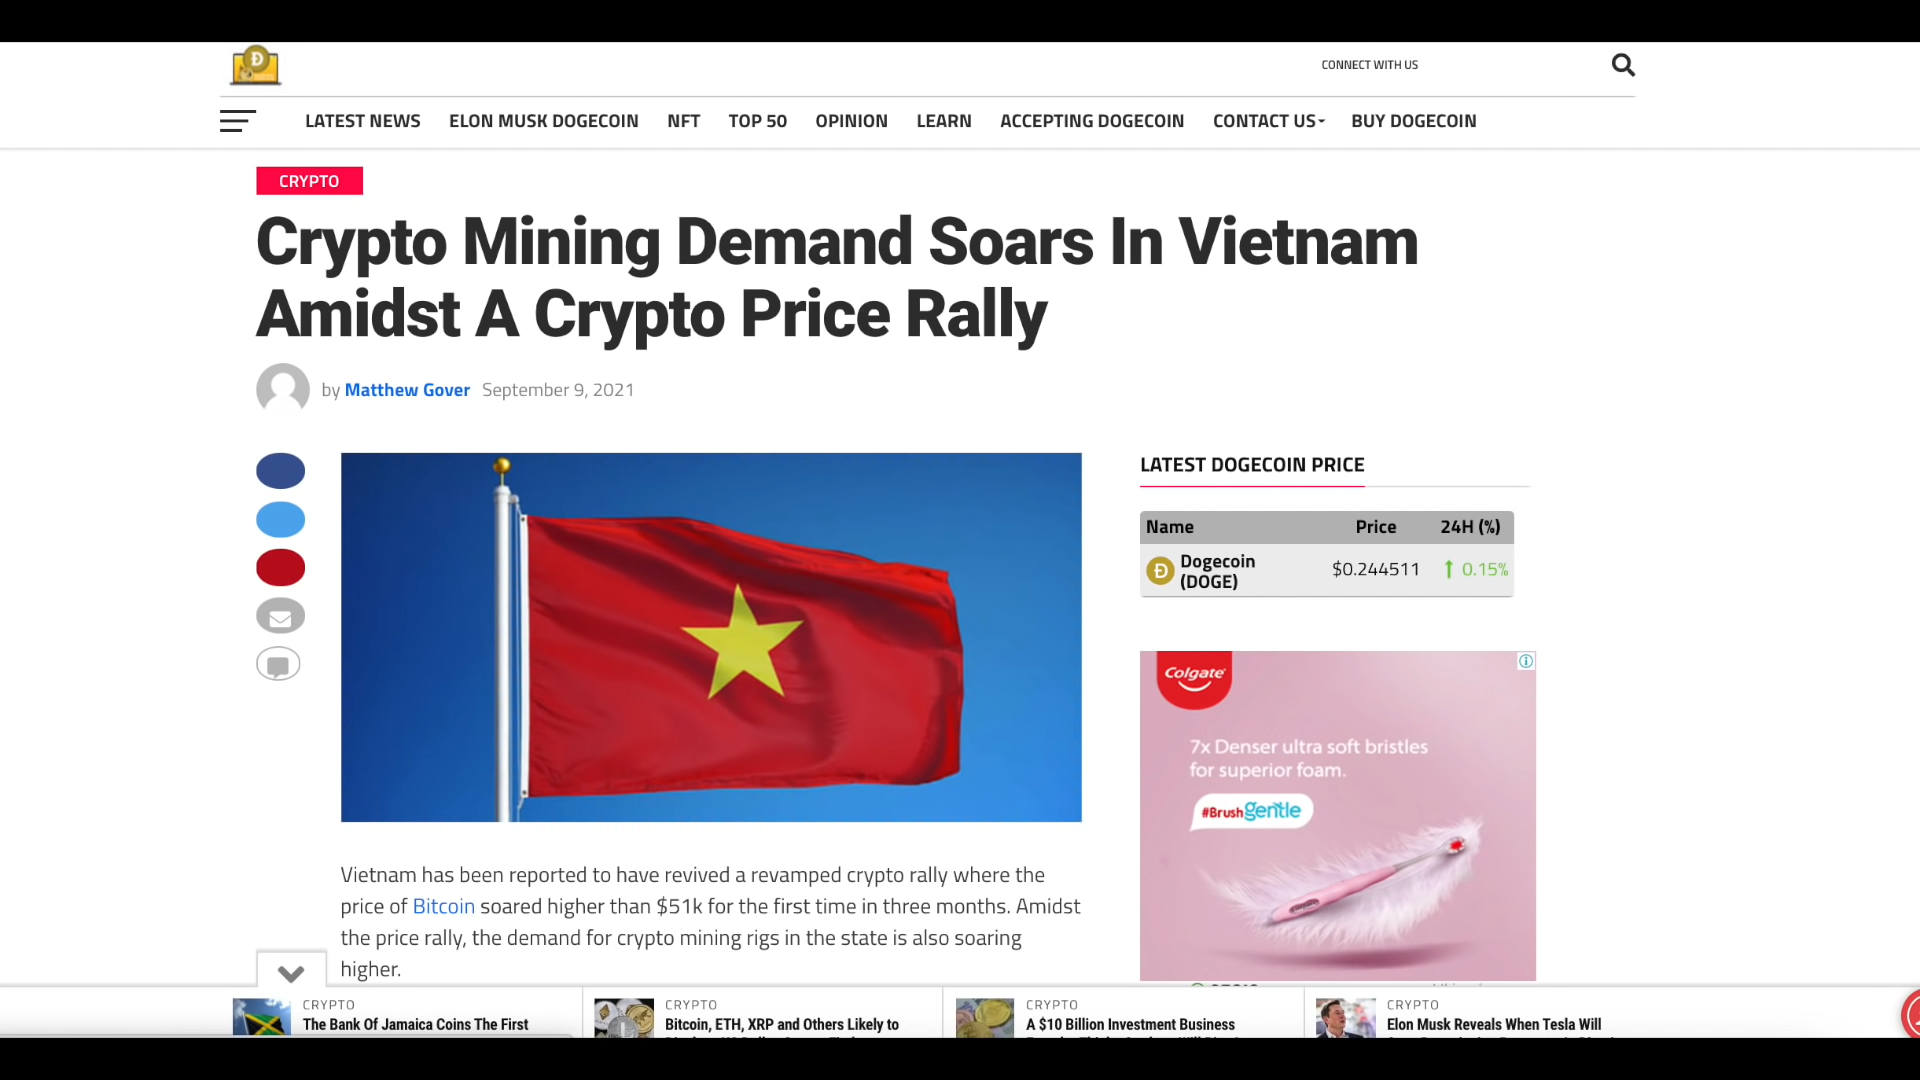 CONNECT WITH US
LATEST NEWS ELON MUSK DOGECOIN NFT TOP 50 OPINION LEARN ACCEPTING DOGECOIN CONTACT US BUY DOGECOIN
CRYPTO
Crypto Mining Demand Soars In Vietnam
Amidst A Crypto Price Rally
by Matthew Gover September 9, 2021
LATEST DOGECOIN PRICE
Name Price 24H (%)
Dogecoin
(DOGE) $0.244511 0.15%
Colgate
7x Denser ultra soft bristles
for superior foam.
#Brushgentle
Vietnam has been reported to have revived a revamped crypto rally where the
price of Bitcoin soared higher than $51k for the first time in three months. Amidst
the price rally, the demand for crypto mining rigs in the state is also soaring
higher.
CRYPTO
The Bank Of Jamaica Coins The First
CRYPTO
Bitcoin, ETH, XRP and Others Likely to
CRYPTO
A $10 Billion Investment Business
CRYPTO
Elon Musk Reveals When Tesla Will